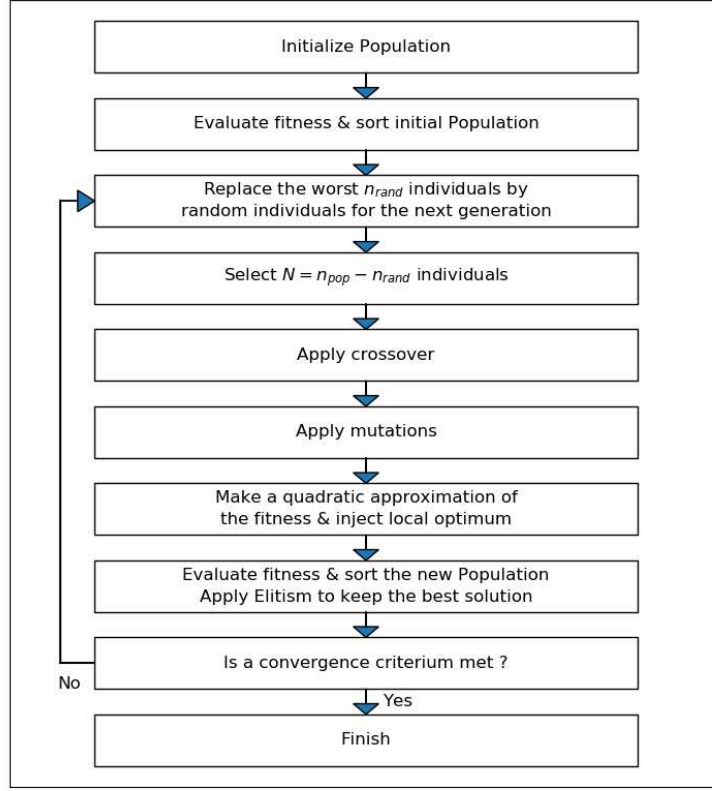 Initialize Population
Evaluate fitness & sort initial Population
Replace the worst n_rand individuals by
random individuals for the next generation
Select N = n_pop − n_rand individuals
Apply crossover
Apply mutations
Make a quadratic approximation of
the fitness & inject local optimum
Evaluate fitness & sort the new Population
Apply Elitism to keep the best solution
Is a convergence criterium met ?
No
Yes
Finish